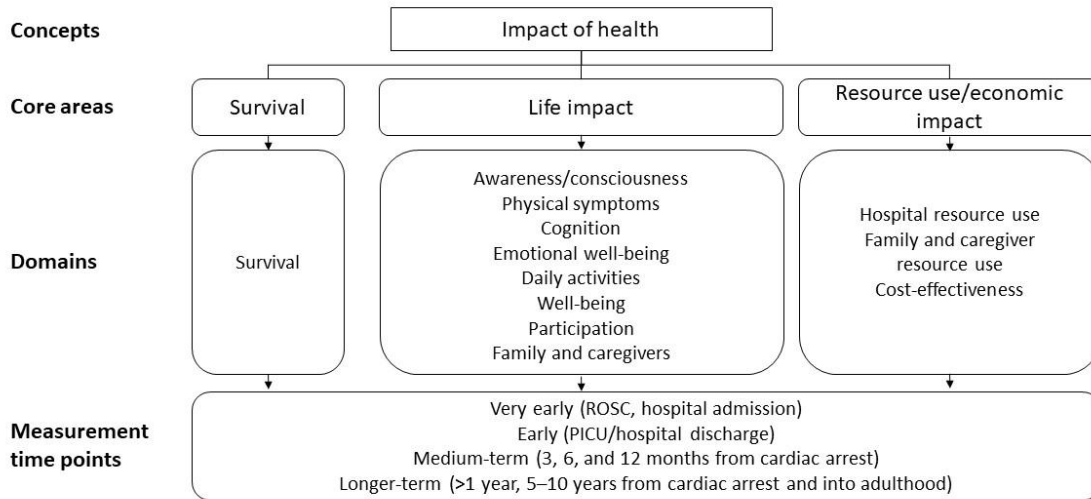 Concepts
Impact of health
Core areas
Survival
Life impact
Resource use/economic
impact
Domains
Survival
Awareness/consciousness
Physical symptoms
Cognition
Emotional well-being
Daily activities
Well-being
Participation
Family and caregivers
Hospital resource use
Family and caregiver
resource use
Cost-effectiveness
Measurement
time points
Very early (ROSC, hospital admission)
Early (PICU/hospital discharge)
Medium-term (3, 6, and 12 months from cardiac arrest)
Longer-term (>1 year, 5–10 years from cardiac arrest and into adulthood)